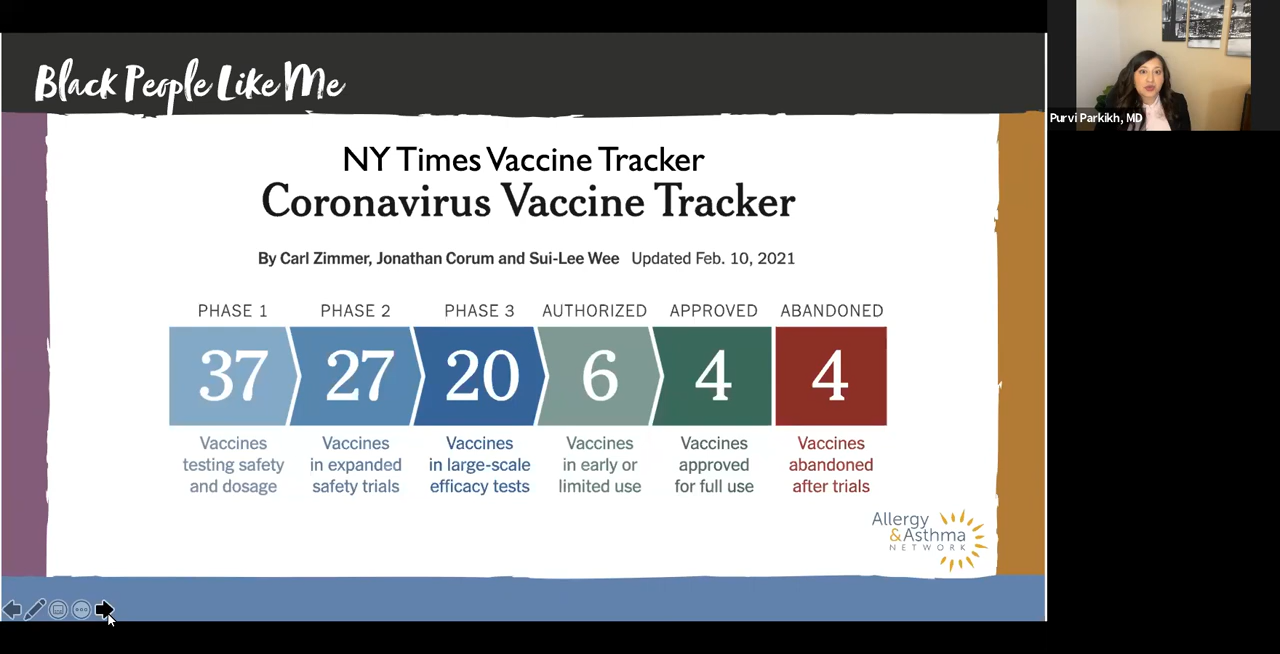 Black People Like Me
NY Times Vaccine Tracker
Coronavirus Vaccine Tracker
By Carl Zimmer, Jonathan Corum and Sui-Lee Wee Updated Feb. 10, 2021
PHASE 1 PHASE 2 PHASE 3 AUTHORIZED APPROVED ABANDONED
37 27 20 6 4 4
Vaccines Vaccines Vaccines Vaccines Vaccines Vaccines
testing safety in expanded in large-scale in early or approved abandoned
and dosage safety trials efficacy tests limited use for full use after trials
Allergy
&Asthma
NETWORK
Purvi Parkikh, MD